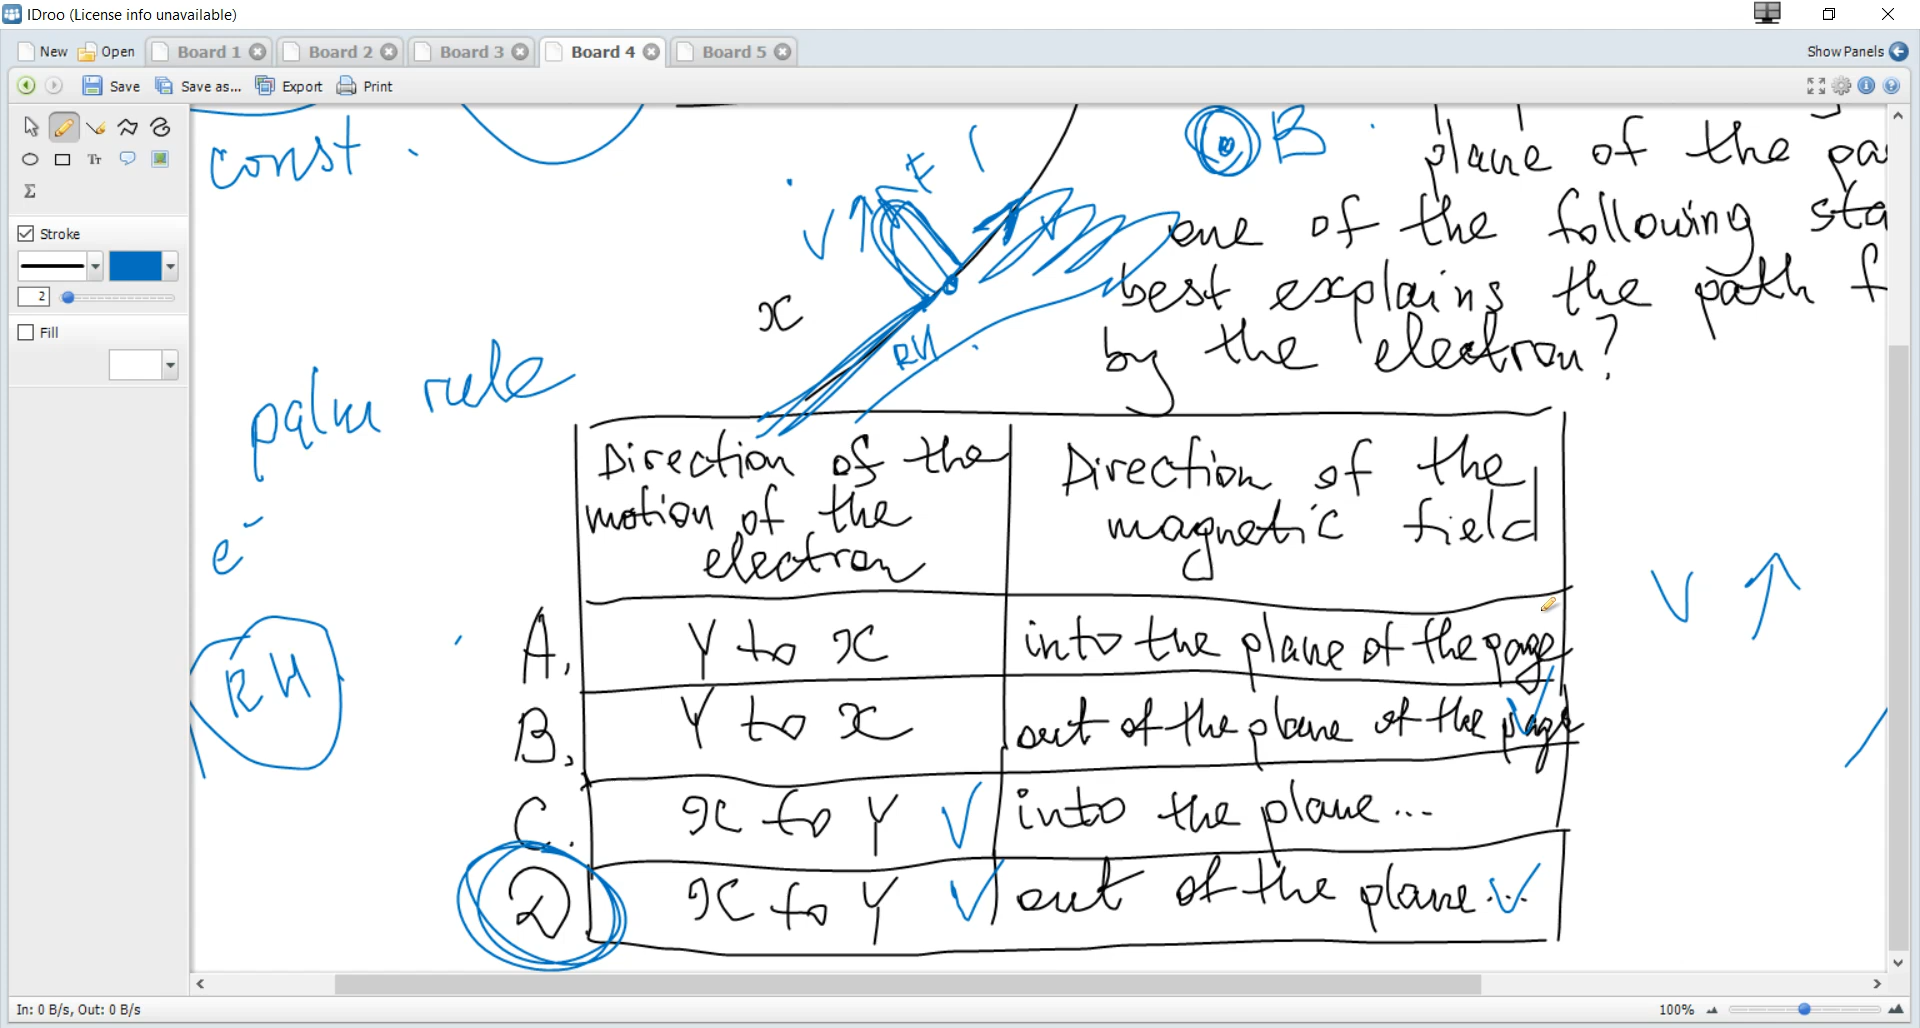 IDroo (License info unavailable)
New Open Board 1 Board 2 Board 3 Board 4 Board 5 Show Panels
Save Save as... Export Print
Tт
Σ
Stroke
2
Fill
const.
B
plane of the pa
V F
one of the following sta
x
best explains the path f
RH
by the electron?
palm rule
e-
RH
Direction of the motion of the electron
Direction of the magnetic field
V
A. Y to x into the plane of the page
B. Y to x out of the plane of the page
C. x to Y into the plane...
D x to Y out of the plane...
In: 0 B/s, Out: 0 B/s 100%